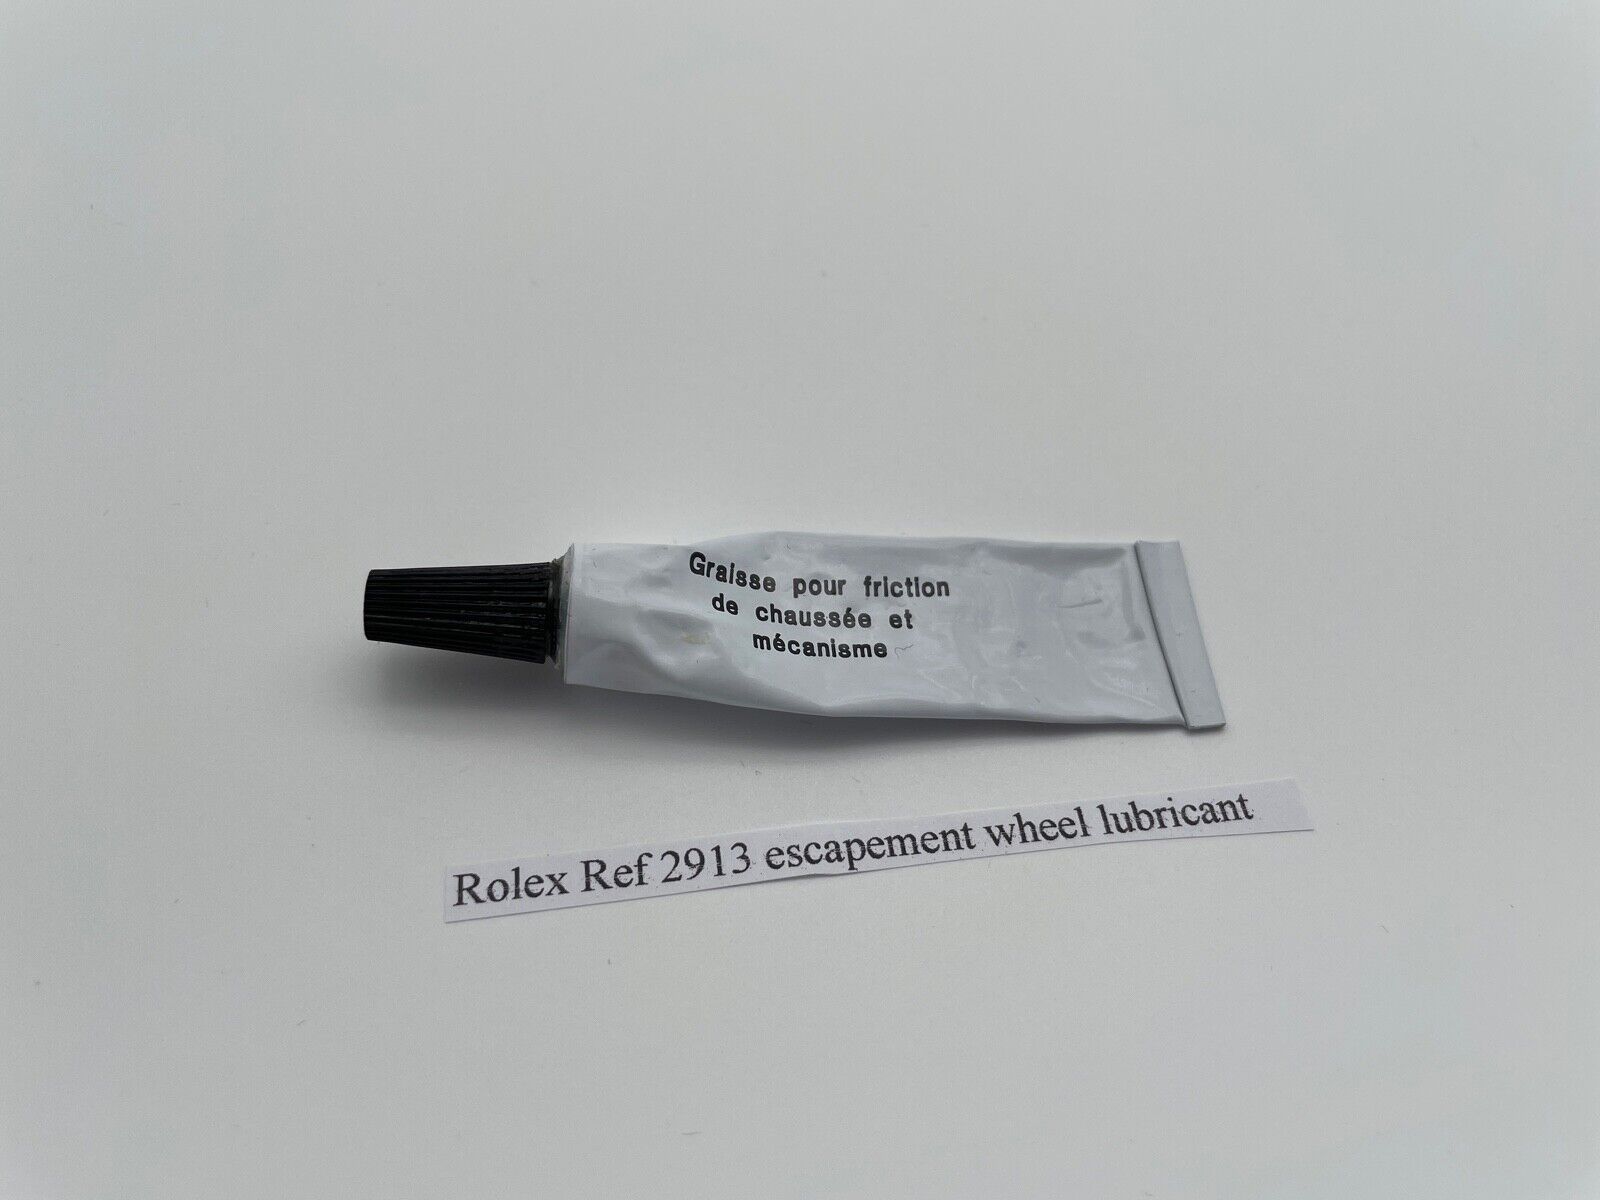 Graisse pour friction
de chaussée et
mécanisme
Rolex Ref 2913 escapement wheel lubricant